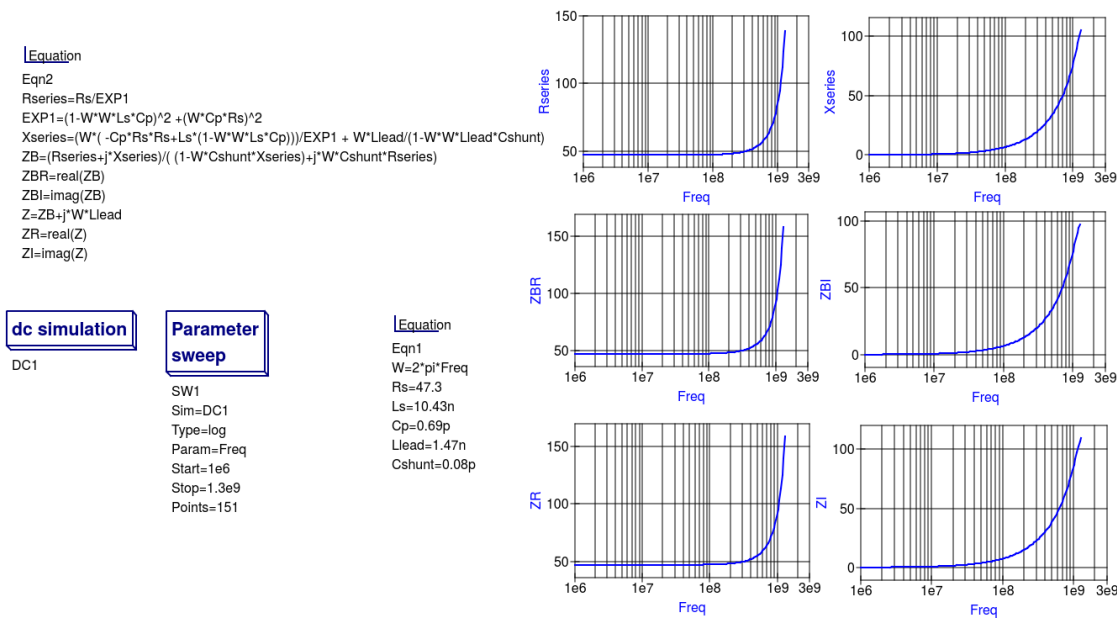 Equation
Eqn2
Rseries=Rs/EXP1
EXP1=(1-W*W*Ls*Cp)^2 +(W*Cp*Rs)^2
Xseries=(W*( -Cp*Rs*Rs+Ls*(1-W*W*Ls*Cp)))/EXP1 + W*Llead/(1-W*W*Llead*Cshunt)
ZB=(Rseries+j*Xseries)/( (1-W*Cshunt*Xseries)+j*W*Cshunt*Rseries)
ZBR=real(ZB)
ZBI=imag(ZB)
Z=ZB+j*W*Llead
ZR=real(Z)
ZI=imag(Z)
dc simulation
DC1
Parameter
sweep
SW1
Sim=DC1
Type=log
Param=Freq
Start=1e6
Stop=1.3e9
Points=151
Equation
Eqn1
W=2*pi*Freq
Rs=47.3
Ls=10.43n
Cp=0.69p
Llead=1.47n
Cshunt=0.08p
150
100
50
Rseries
1e6 1e7 1e8 1e9 3e9
Freq
100
50
0
Xseries
1e6 1e7 1e8 1e9 3e9
Freq
150
100
50
ZBR
1e6 1e7 1e8 1e9 3e9
Freq
100
50
0
ZBI
1e6 1e7 1e8 1e9 3e9
Freq
150
100
50
ZR
1e6 1e7 1e8 1e9 3e9
Freq
100
50
0
ZI
1e6 1e7 1e8 1e9 3e9
Freq